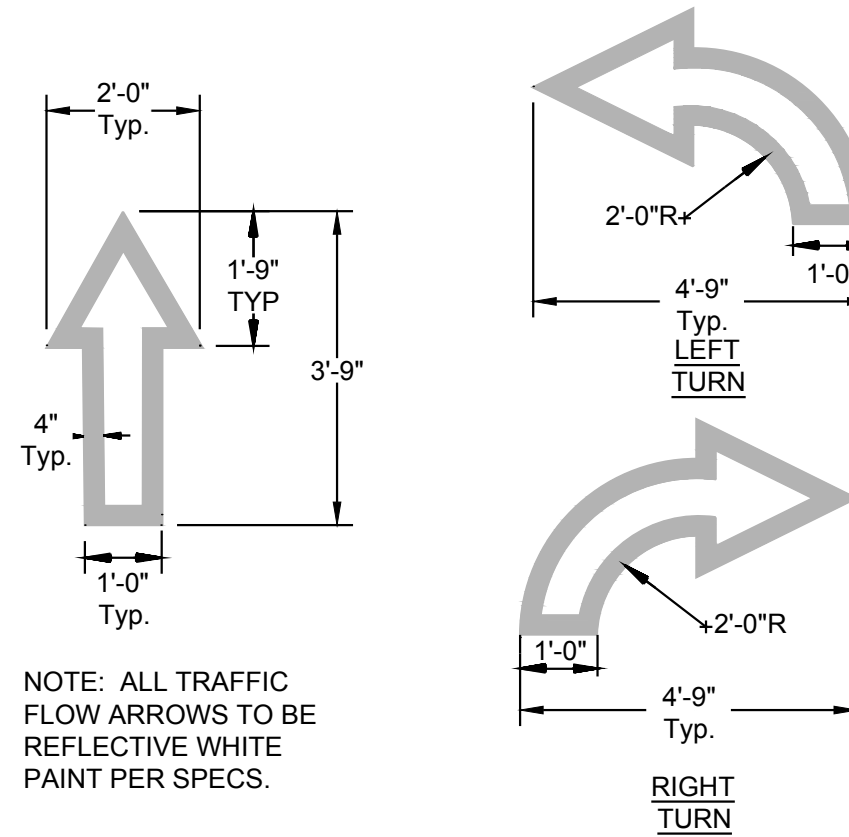 2'-0"
Typ.
1'-9"
TYP
3'-9"
4"
Typ.
1'-0"
Typ.
NOTE: ALL TRAFFIC
FLOW ARROWS TO BE
REFLECTIVE WHITE
PAINT PER SPECS.
2'-0"R
1'-0
4'-9"
Typ.
LEFT
TURN
2'-0"R
1'-0"
4'-9"
Typ.
RIGHT
TURN